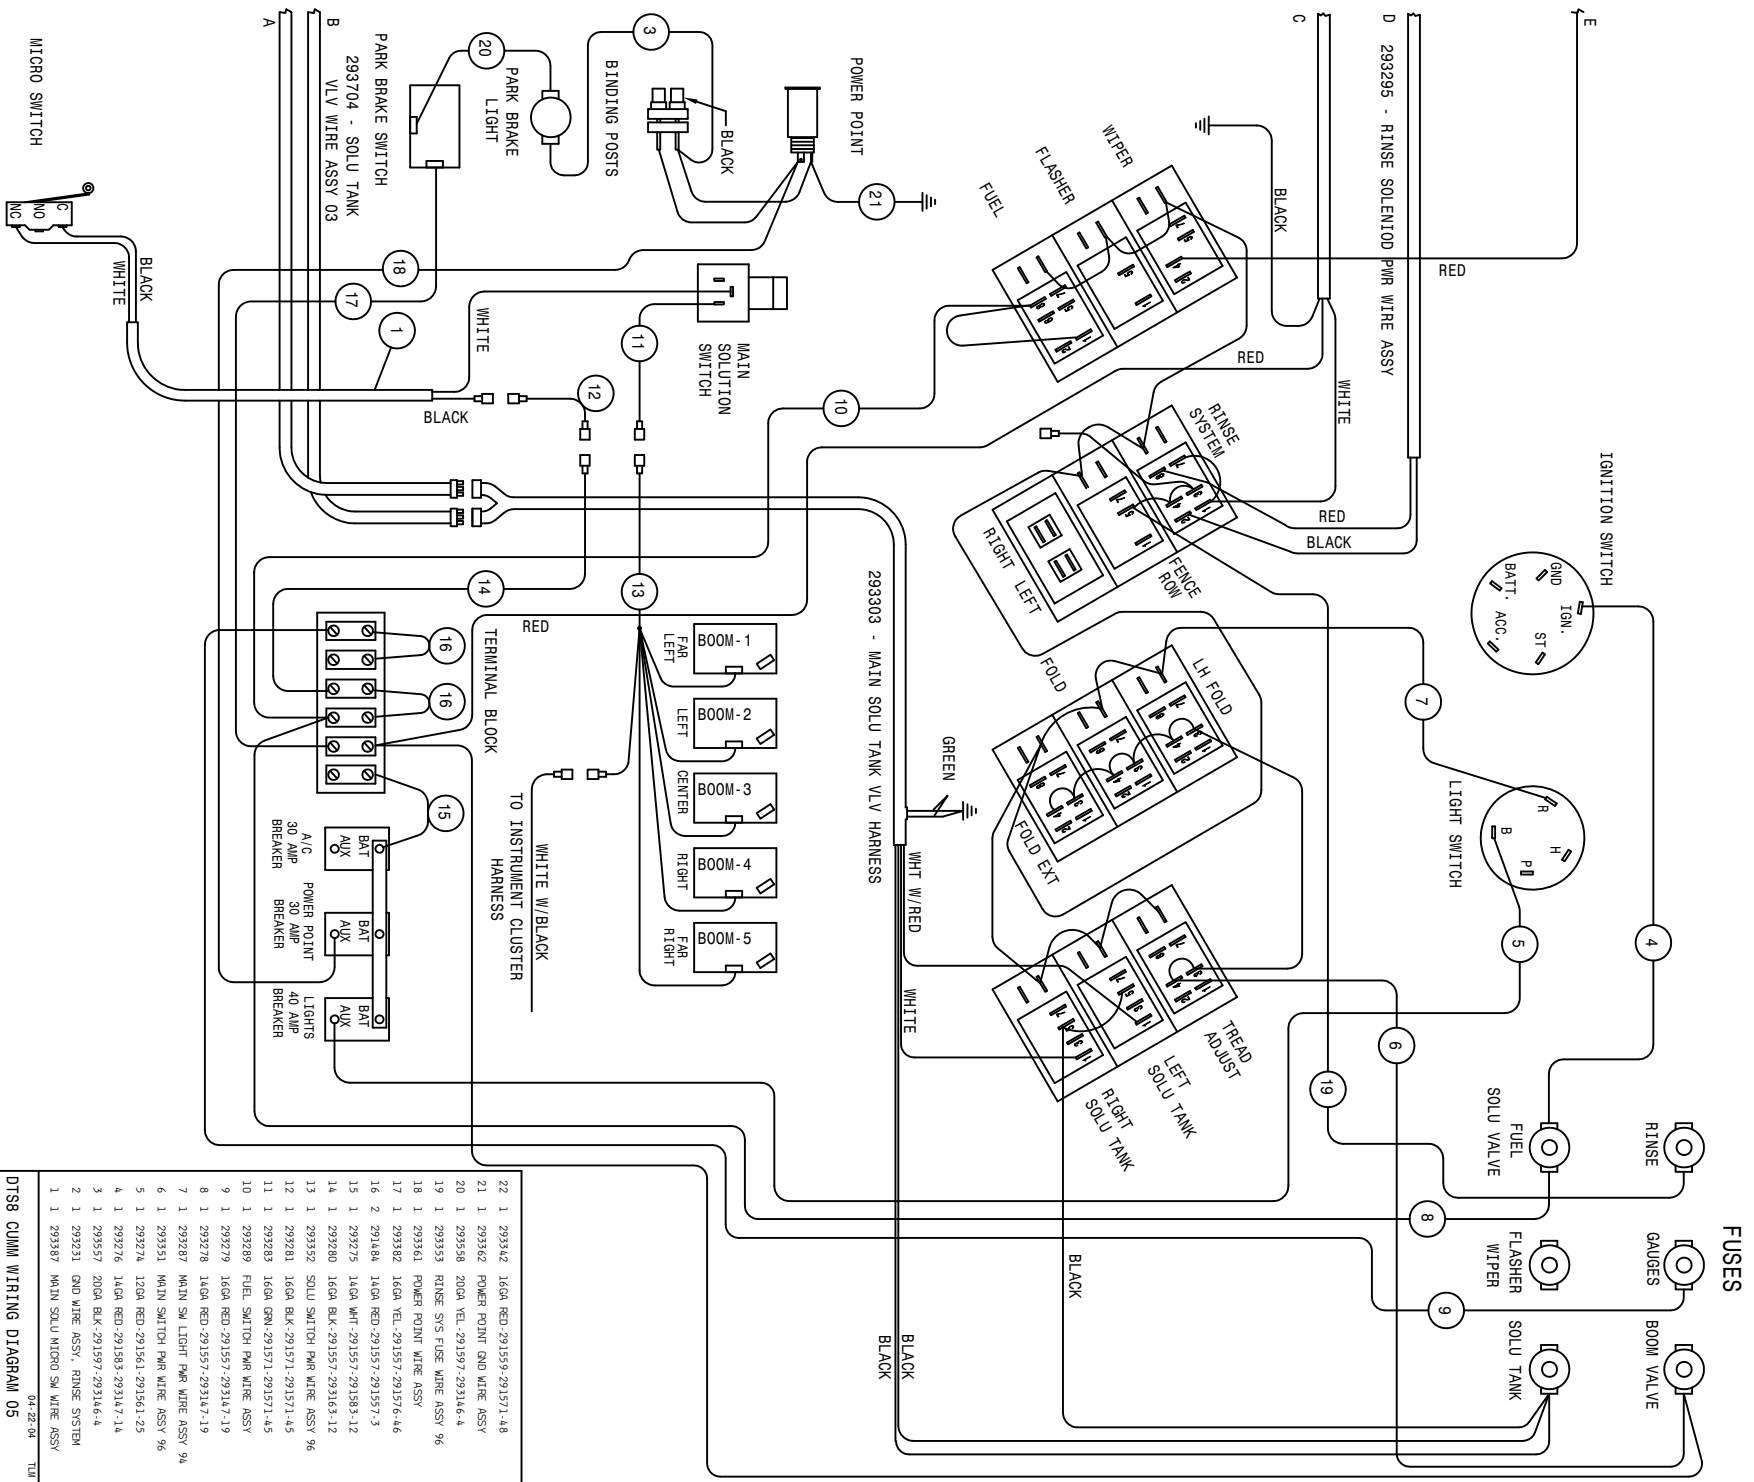 FUSES
RINSE
GAUGES
BOOM VALVE
FUEL
SOLU VALVE
FLASHER
WIPER
SOLU TANK
IGNITION SWITCH
GND
IGN.
BATT.
ACC.
ST
LIGHT SWITCH
R
B
H
P
4
5
6
7
8
9
19
E
D
293295 - RINSE SOLENIOD PWR WIRE ASSY
C
RED
BLACK
RED
WHITE
RED
BLACK
WIPER
FLASHER
FUEL
RINSE
SYSTEM
FENCE
ROW
RIGHT LEFT
FOLD
LH FOLD
FOLD EXT
TREAD
ADJUST
LEFT
SOLU TANK
RIGHT
SOLU TANK
POWER POINT
21
BINDING POSTS
BLACK
3
PARK BRAKE
LIGHT
20
PARK BRAKE SWITCH
293704 - SOLU TANK
VLV WIRE ASSY 03
B
A
MICRO SWITCH
C
NO
NC
BLACK
WHITE
18
17
1
WHITE
BLACK
MAIN
SOLUTION
SWITCH
11
12
10
13
14
RED
293303 - MAIN SOLU TANK VLV HARNESS
GREEN
WHT W/RED
WHITE
BLACK
BLACK
BLACK
BOOM-1
FAR
LEFT
BOOM-2
LEFT
BOOM-3
CENTER
BOOM-4
RIGHT
BOOM-5
FAR
RIGHT
WHITE W/BLACK
TO INSTRUMENT CLUSTER
HARNESS
TERMINAL BLOCK
16
16
15
BAT
AUX
A/C
30 AMP
BREAKER
BAT
AUX
POWER POINT
30 AMP
BREAKER
BAT
AUX
LIGHTS
40 AMP
BREAKER
22 1 293342 16GA RED-291559-291571-48
21 1 293362 POWER POINT GND WIRE ASSY
20 1 293558 20GA YEL-291597-293146-4
19 1 293353 RINSE SYS FUSE WIRE ASSY 96
18 1 293361 POWER POINT WIRE ASSY
17 1 293382 16GA YEL-291557-291576-46
16 2 291484 14GA RED-291557-291557-3
15 1 293275 14GA WHT-291557-291583-12
14 1 293280 16GA BLK-291557-293163-12
13 1 293352 SOLU SWITCH PWR WIRE ASSY 96
12 1 293281 16GA BLK-291571-291571-45
11 1 293283 16GA GRN-291571-291571-45
10 1 293289 FUEL SWITCH PWR WIRE ASSY
9 1 293279 16GA RED-291557-293147-19
8 1 293278 14GA RED-291557-293147-19
7 1 293287 MAIN SW LIGHT PWR WIRE ASSY 94
6 1 293351 MAIN SWITCH PWR WIRE ASSY 96
5 1 293274 12GA RED-291561-291561-25
4 1 293276 14GA RED-291583-293147-14
3 1 293557 20GA BLK-291597-293146-4
2 1 293231 GND WIRE ASSY, RINSE SYSTEM
1 1 293387 MAIN SOLU MICRO SW WIRE ASSY
04-22-04 TLM
DTS8 CUMM WIRING DIAGRAM 05